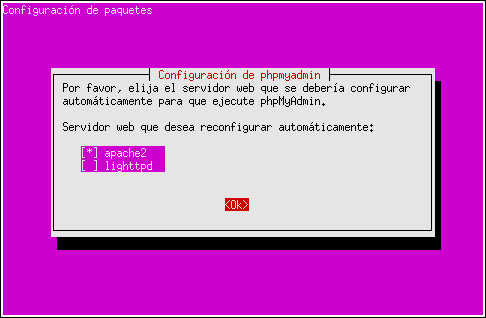 Configuración de paquetes
Configuración de phpmyadmin
Por favor, elija el servidor web que se debería configurar
automáticamente para que ejecute phpMyAdmin.
Servidor web que desea reconfigurar automáticamente:
[*] apache2
[ ] lighttpd
<Ok>